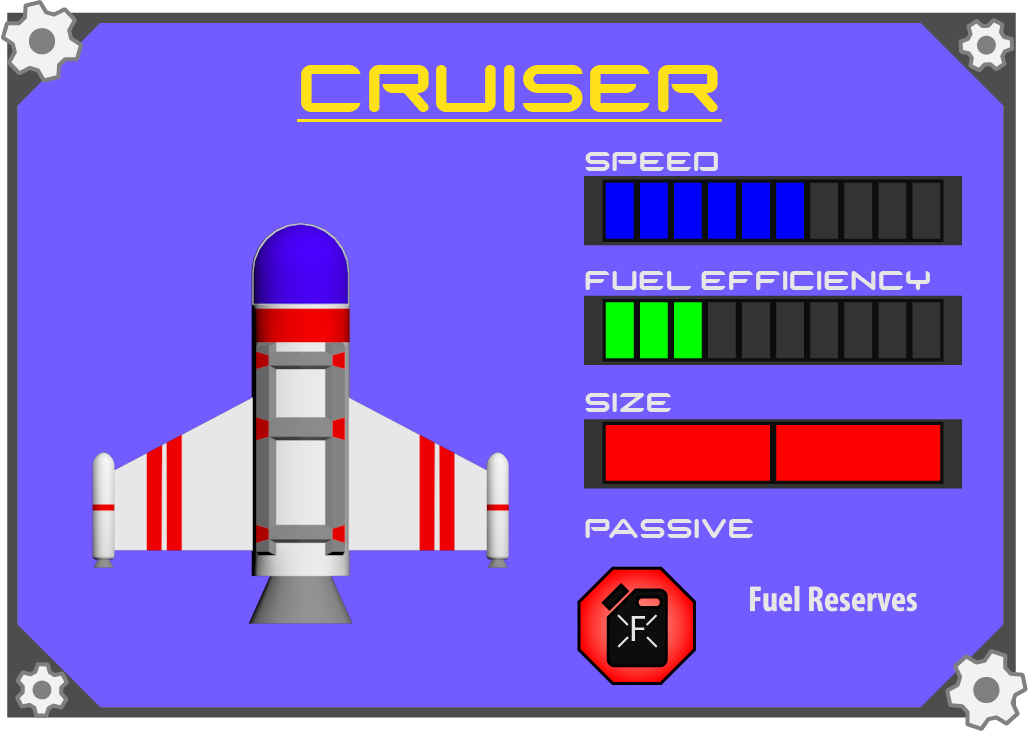 CRUISER
SPEED
FUEL EFFICIENCY
SIZE
PASSIVE
F
Fuel Reserves